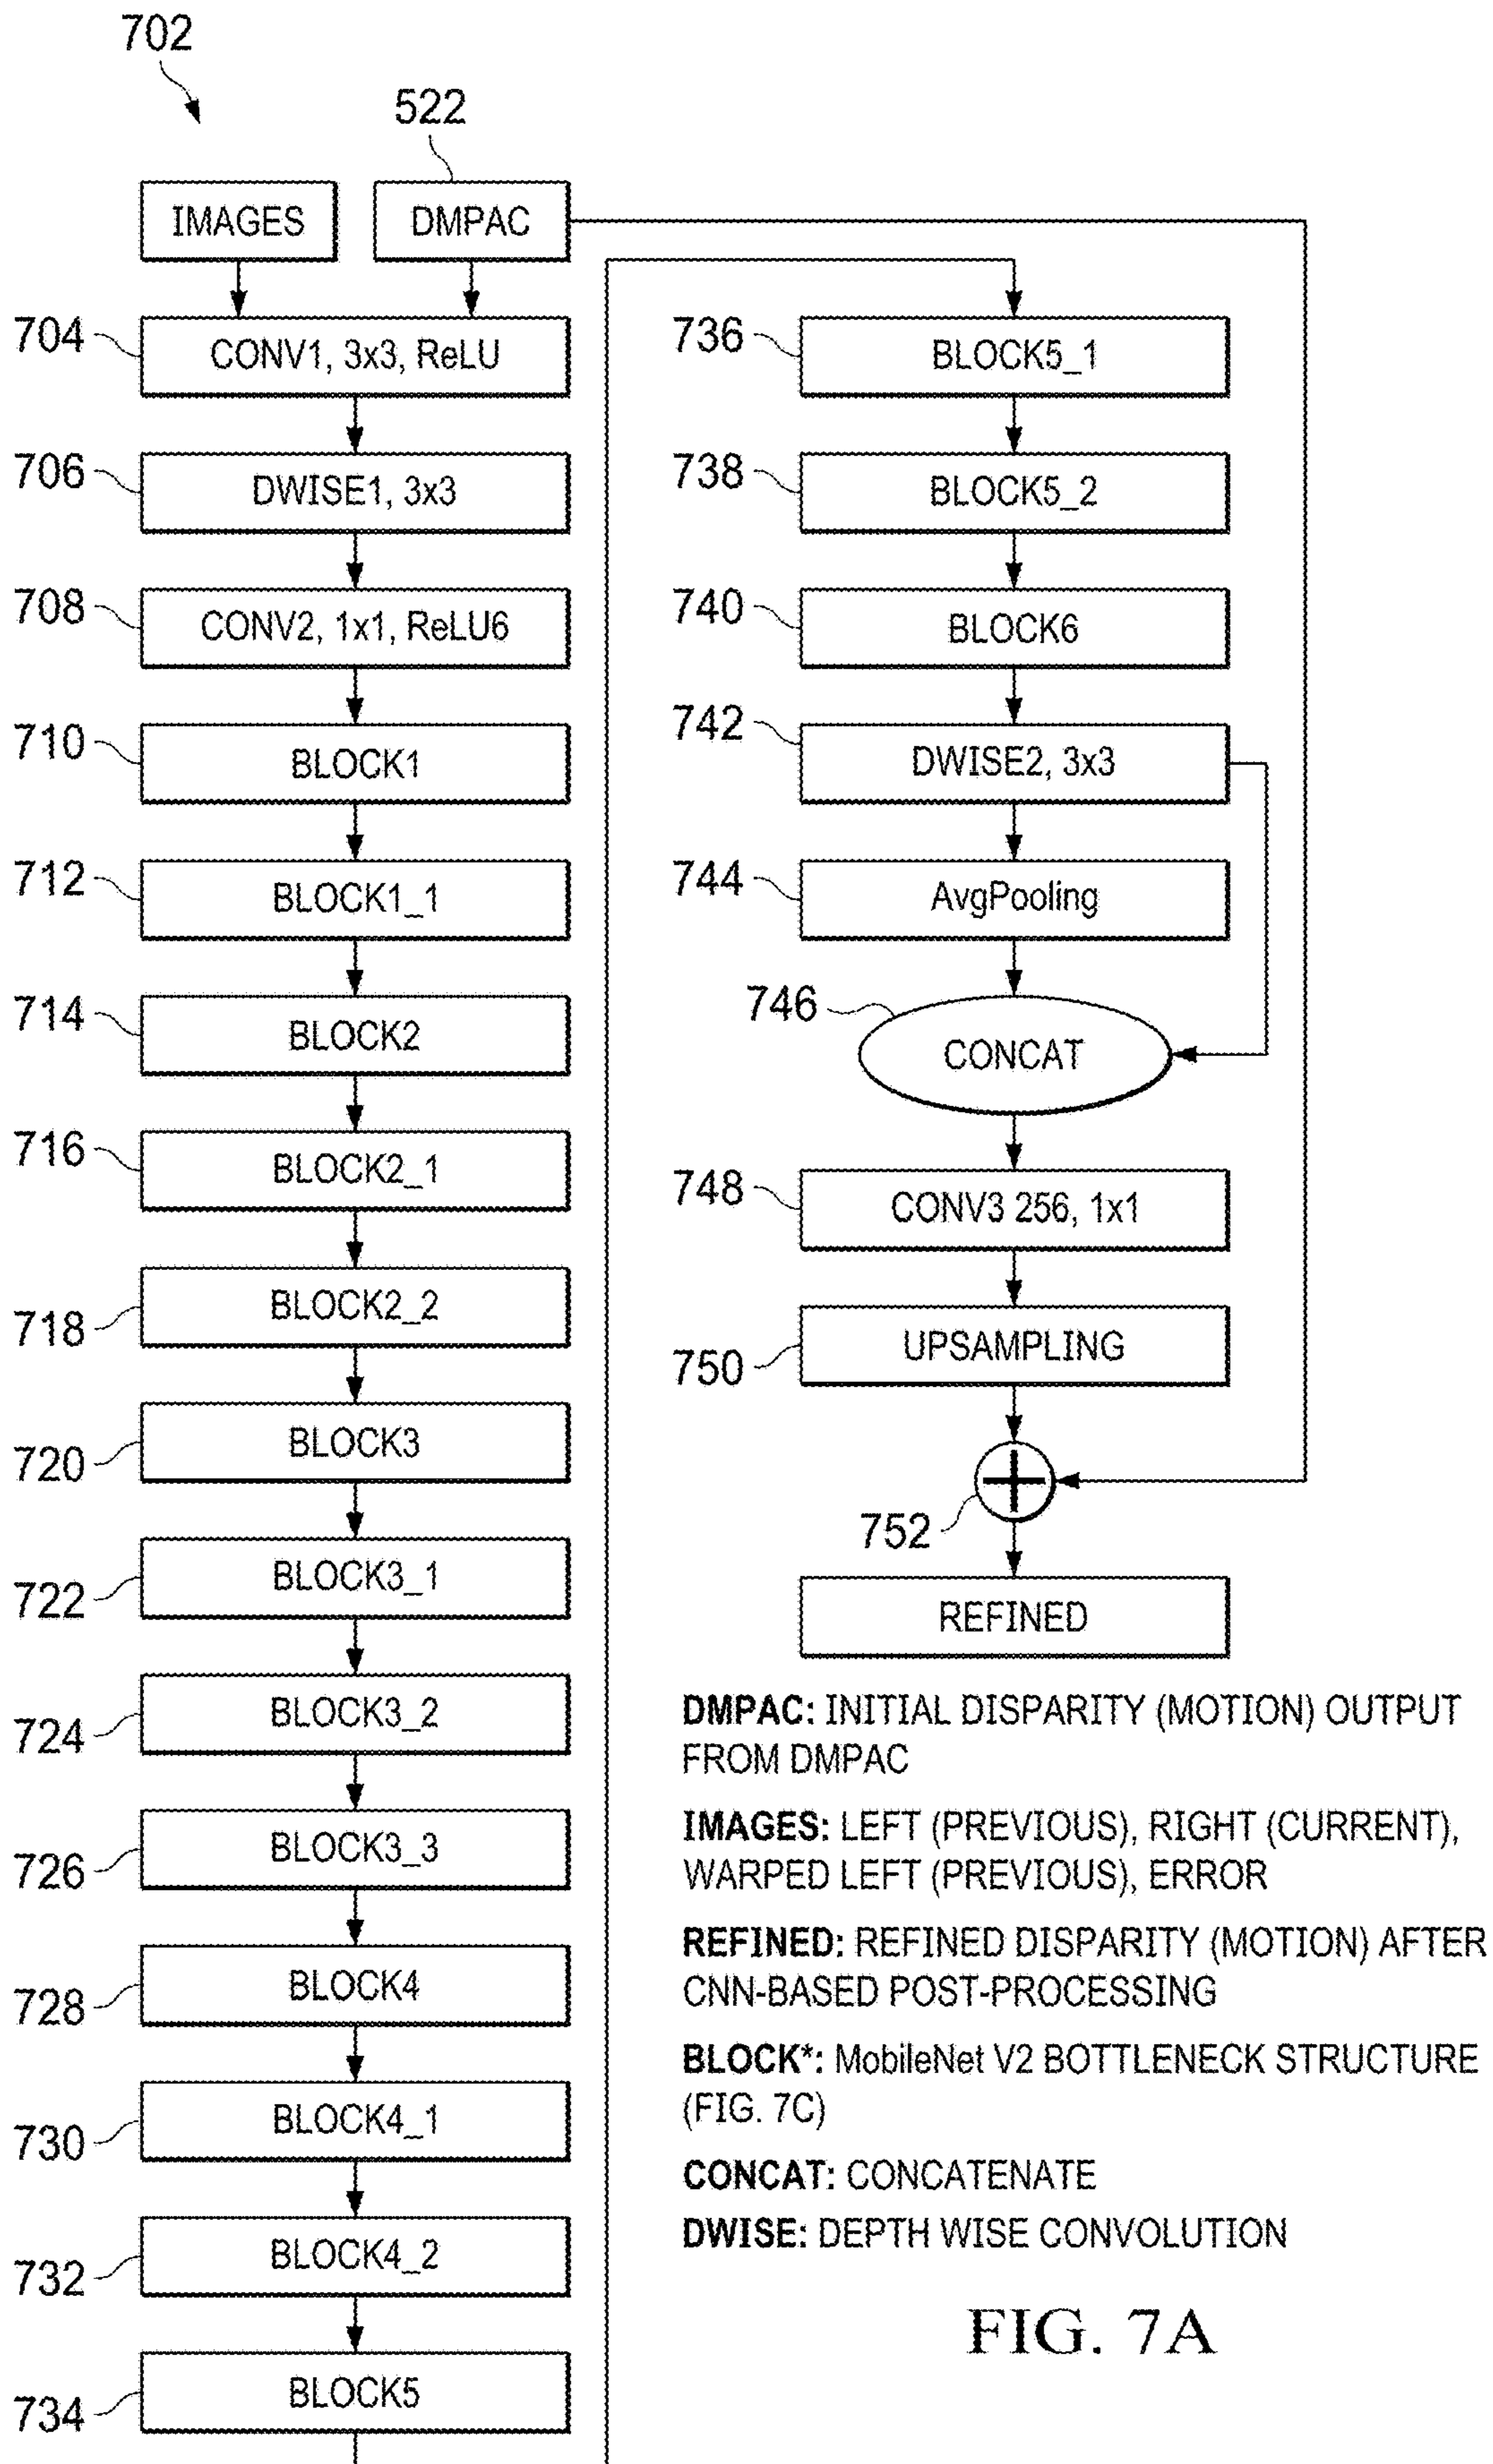 702
522
IMAGES
DMPAC
704
CONV1, 3x3, ReLU
706
DWISE1, 3x3
708
CONV2, 1x1, ReLU6
710
BLOCK1
712
BLOCK1_1
714
BLOCK2
716
BLOCK2_1
718
BLOCK2_2
720
BLOCK3
722
BLOCK3_1
724
BLOCK3_2
726
BLOCK3_3
728
BLOCK4
730
BLOCK4_1
732
BLOCK4_2
734
BLOCK5
736
BLOCK5_1
738
BLOCK5_2
740
BLOCK6
742
DWISE2, 3x3
744
AvgPooling
746
CONCAT
748
CONV3 256, 1x1
750
UPSAMPLING
752
REFINED
DMPAC: INITIAL DISPARITY (MOTION) OUTPUT
FROM DMPAC
IMAGES: LEFT (PREVIOUS), RIGHT (CURRENT),
WARPED LEFT (PREVIOUS), ERROR
REFINED: REFINED DISPARITY (MOTION) AFTER
CNN-BASED POST-PROCESSING
BLOCK*: MobileNet V2 BOTTLENECK STRUCTURE
(FIG. 7C)
CONCAT: CONCATENATE
DWISE: DEPTH WISE CONVOLUTION
FIG. 7A